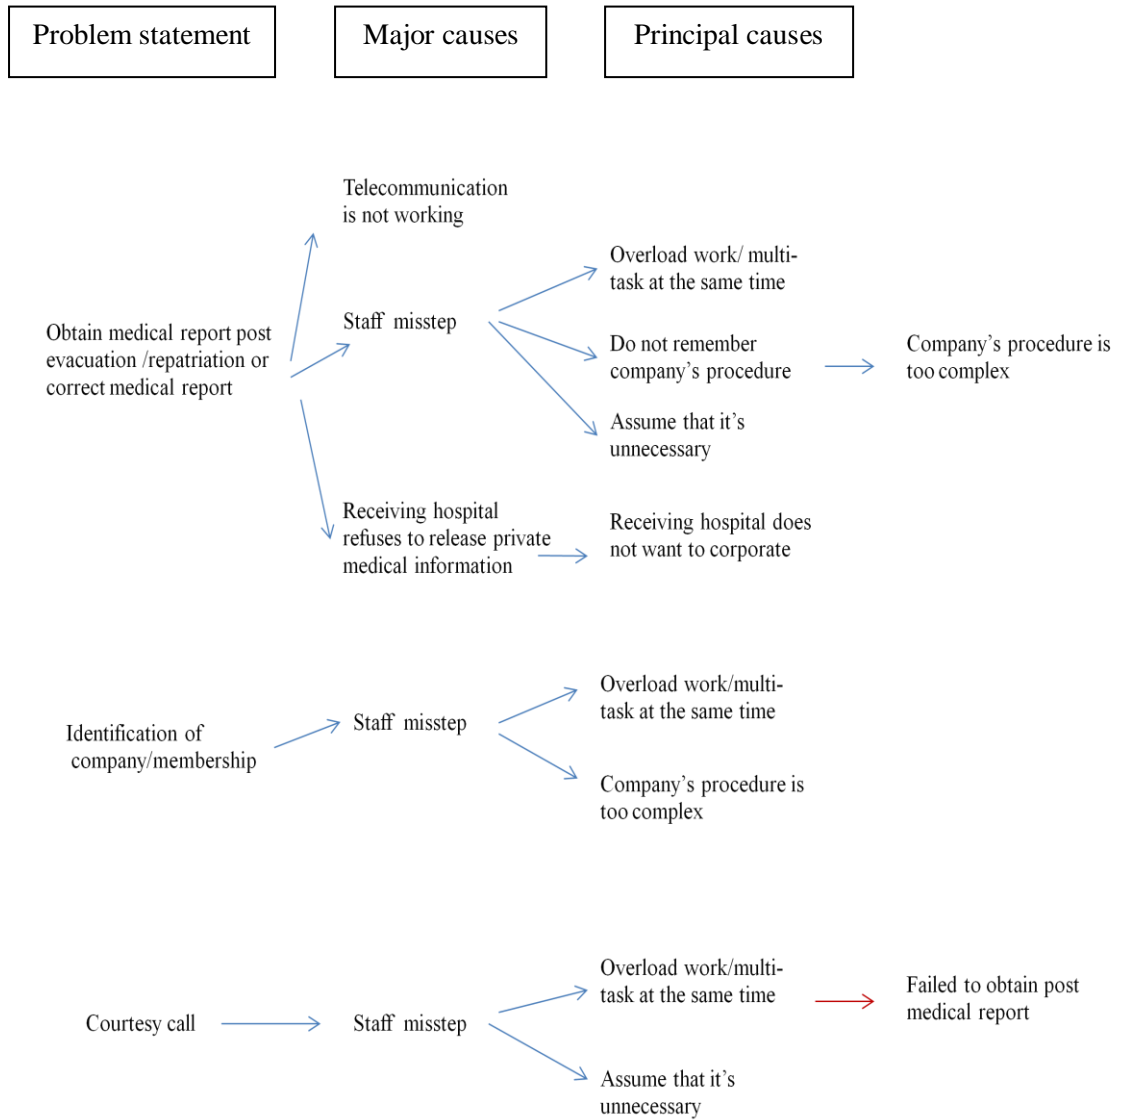 Problem statement
Major causes
Principal causes
Telecommunication
is not working
Overload work/ multi-
task at the same time
Staff misstep
Obtain medical report post
evacuation /repatriation or
correct medical report
Do not remember
company's procedure
Company's procedure is
too complex
Assume that it's
unnecessary
Receiving hospital
refuses to release private
medical information
Receiving hospital does
not want to corporate
Identification of
company/membership
Staff misstep
Overload work/multi-
task at the same time
Company's procedure is
too complex
Courtesy call
Staff misstep
Overload work/multi-
task at the same time
Failed to obtain post
medical report
Assume that it's
unnecessary